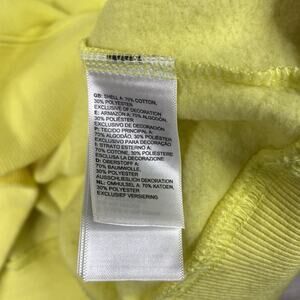 GB: SHELL A: 70% COTTON,
30% POLYESTER
EXCLUSIVE OF DECORATION
E: ARMAZON A: 70% ALGODÓN,
30% POLIÉSTER
EXCLUSIVO DE DECORACIÓN
P: TECIDO PRINCIPAL A:
70% ALGODÃO, 30% POLIÉSTER
EXCLUSIVO PARA DECORAÇÃO
I: STRATO ESTERNO A:
70% COTONE, 30% POLIESTERE
ESCLUSA LA DECORAZIONE
D: OBERSTOFF A:
70% BAUMWOLLE,
30% POLYESTER
AUSSCHLIESSLICH DEKORATION
NL: OMHULSEL A: 70% KATOEN,
30% POLYESTER
EXCLUSIEF VERSIERING